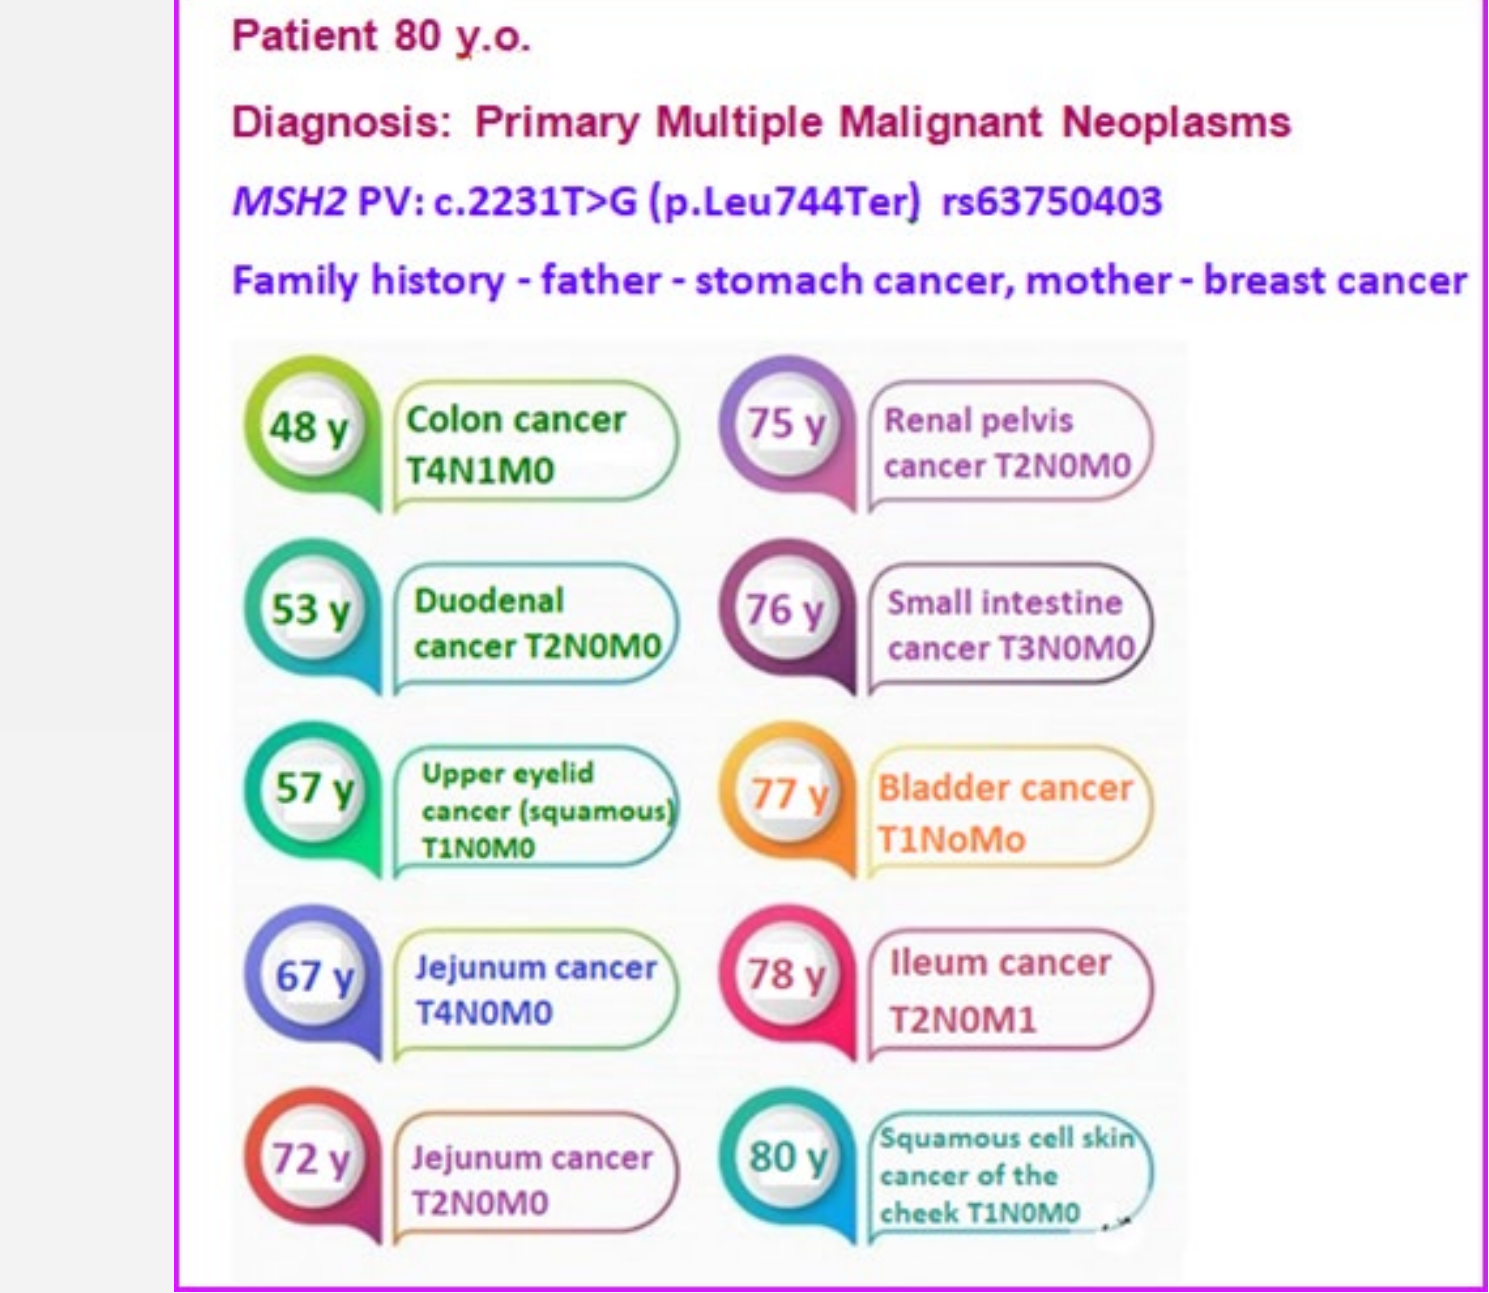 Patient 80 y.o.
Diagnosis: Primary Multiple Malignant Neoplasms
MSH2 PV: c.2231T>G (p.Leu744Ter) rs63750403
Family history - father - stomach cancer, mother - breast cancer
48 y
Colon cancer
T4N1M0
53 y
Duodenal
cancer T2N0M0
57 y
Upper eyelid
cancer (squamous)
T1N0M0
67 y
Jejunum cancer
T4N0M0
72 y
Jejunum cancer
T2N0M0
75 y
Renal pelvis
cancer T2N0M0
76 y
Small intestine
cancer T3N0M0
77 y
Bladder cancer
T1NoMo
78 y
Ileum cancer
T2N0M1
80 y
Squamous cell skin
cancer of the
cheek T1N0M0